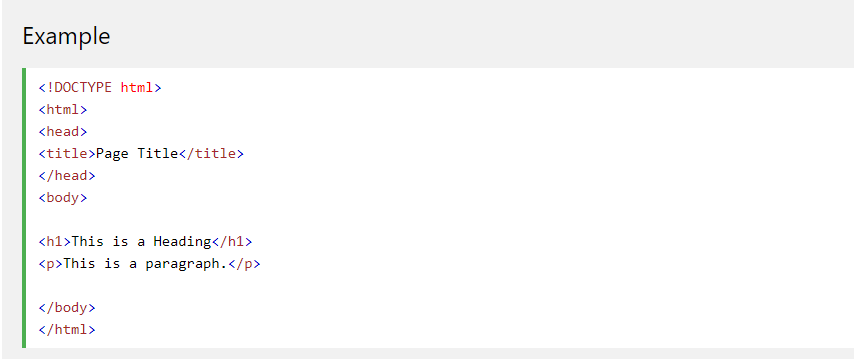 Example
<!DOCTYPE html>
<html>
<head>
<title>Page Title</title>
</head>
<body>
<h1>This is a Heading</h1>
<p>This is a paragraph.</p>
</body>
</html>